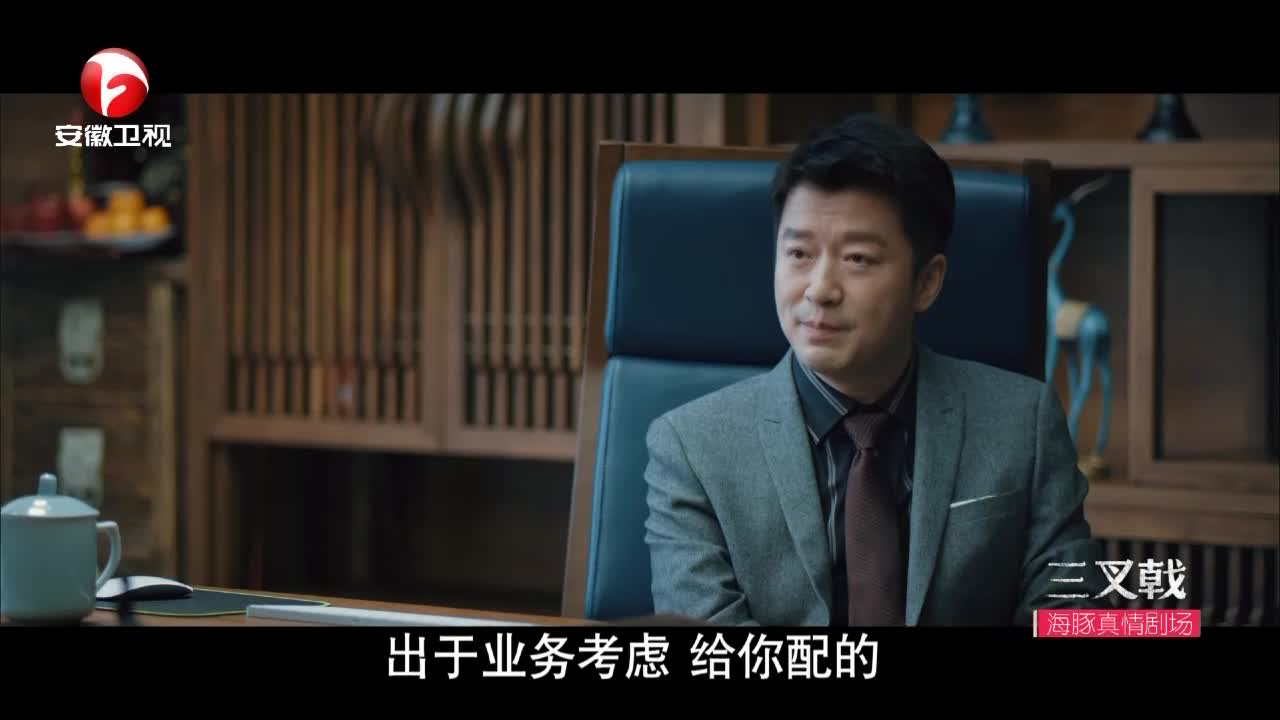 安徽卫视
三叉戟
海豚真情剧场
出于业务考虑 给你配的